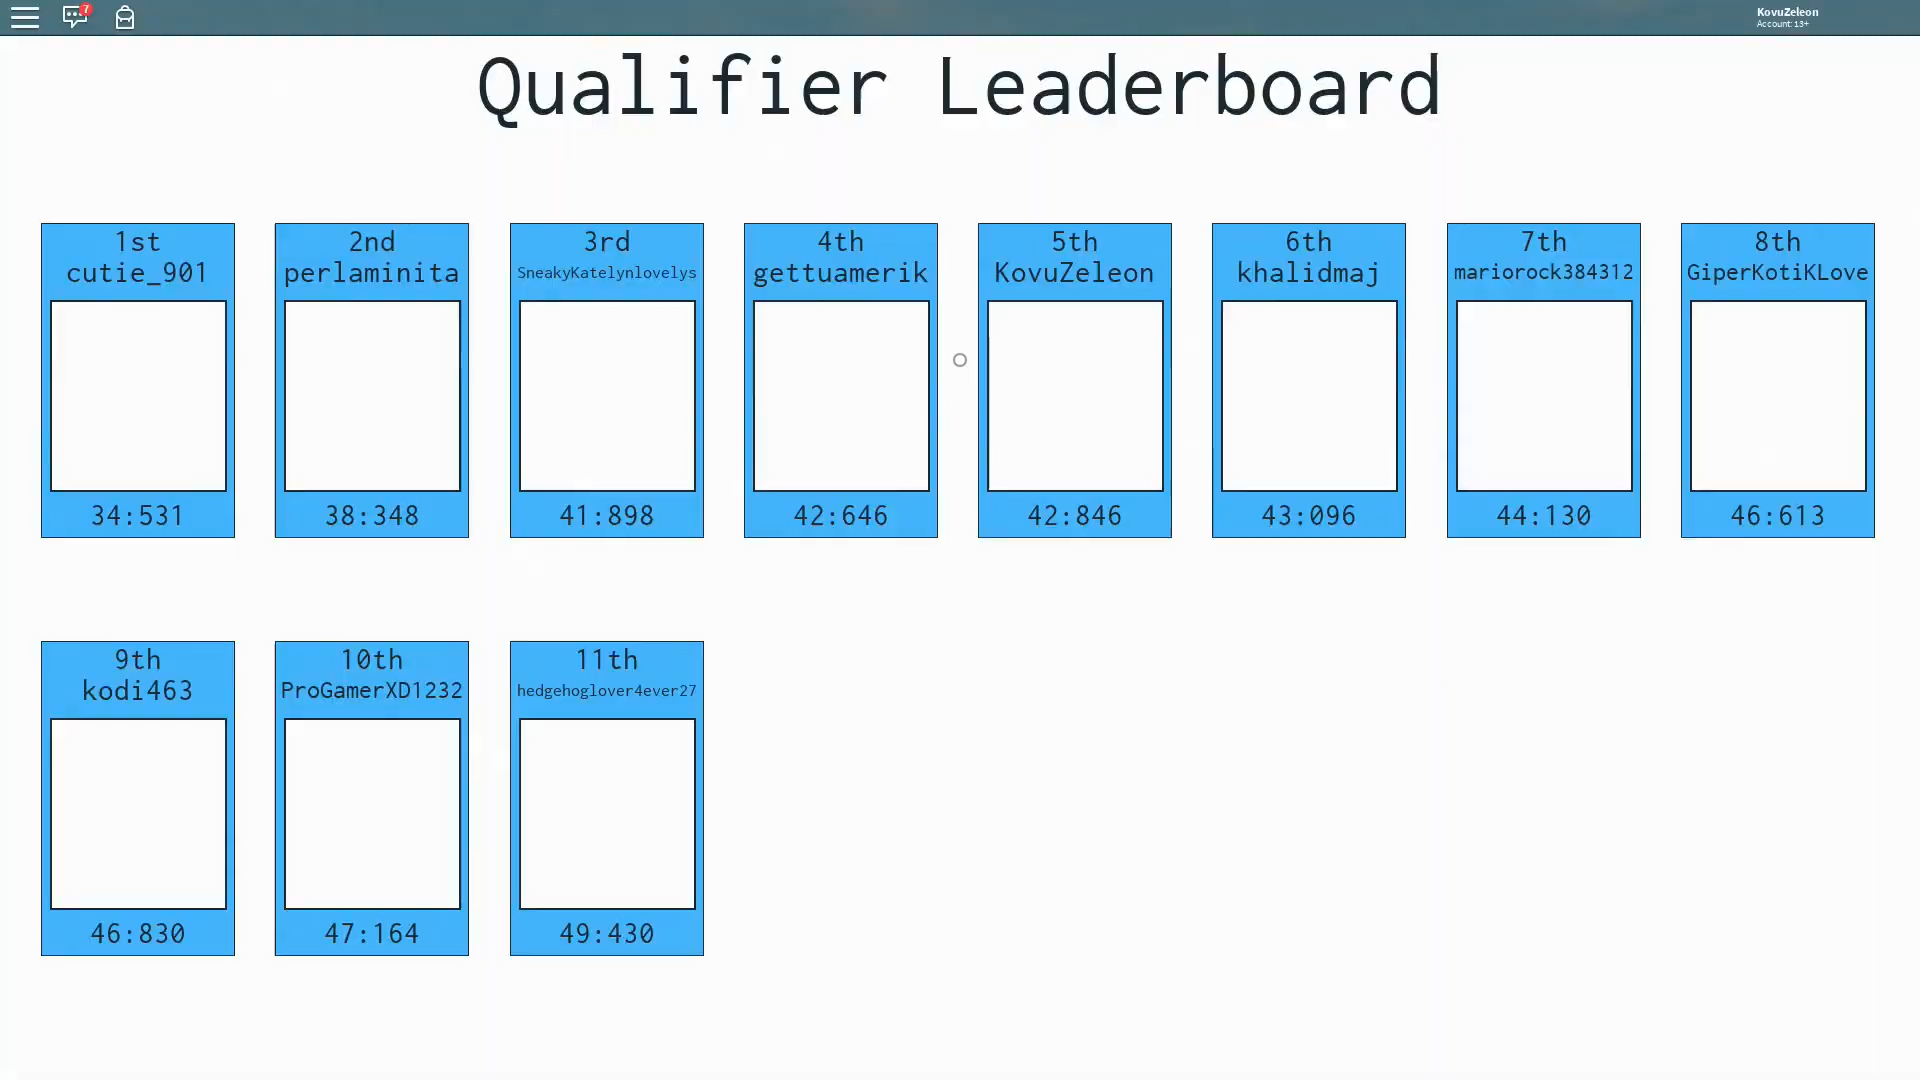 7
KovuZeleon
Account: 13+
Qualifier Leaderboard
1st
cutie_901
34:531
2nd
perlaminita
38:348
3rd
SneakyKatelynlovelys
41:898
4th
gettuamerik
42:646
5th
KovuZeleon
42:846
6th
khalidmaj
43:096
7th
mariorock384312
44:130
8th
GiperKotiKLove
46:613
9th
kodi463
46:830
10th
ProGamerXD1232
47:164
11th
hedgehoglover4ever27
49:430